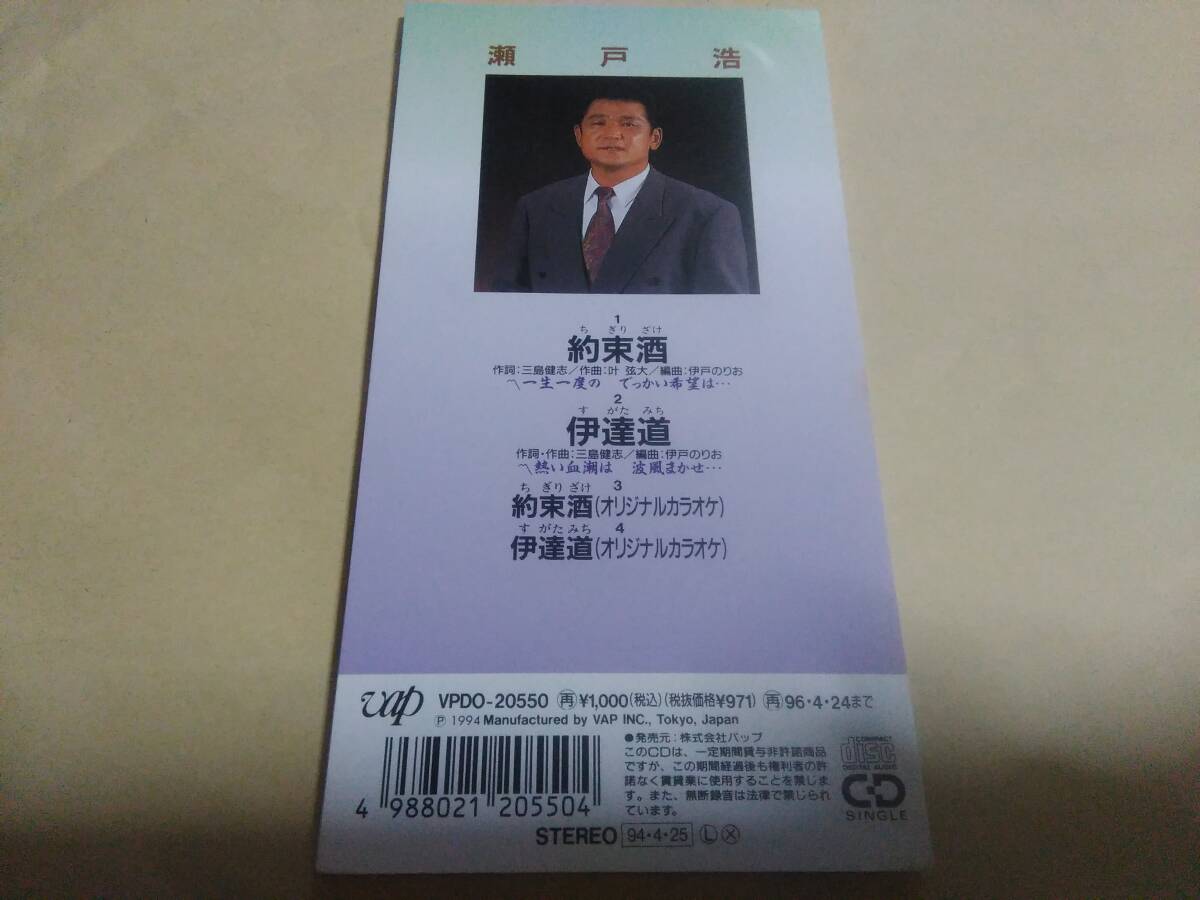 瀬戸浩
1
ちぎりざけ
約束酒
作詞：三島健志／作曲：叶 弦大／編曲：伊戸のりお
〽一生一度の でっかい希望は…
2
すがたみち
伊達道
作詞・作曲：三島健志／編曲：伊戸のりお
〽熱い血潮は 波風まかせ…
ちぎりざけ 3
約束酒(オリジナルカラオケ)
すがたみち 4
伊達道(オリジナルカラオケ)
vap VPDO-20550 再¥1,000(税込)(税抜価格¥971) 再96・4・24まで
Ⓟ 1994 Manufactured by VAP INC., Tokyo, Japan
●発売元：株式会社バップ
このCDは、一定期間貸与非許諾商品
ですが、この期間経過後も権利者の許
諾なく賃貸業に使用することを禁じま
す。また、無断録音は法律で禁じられ
ています。
COMPACT
disc
DIGITAL AUDIO
CD
SINGLE
4 988021 205504
STEREO 94・4・25 Ⓛ Ⓧ